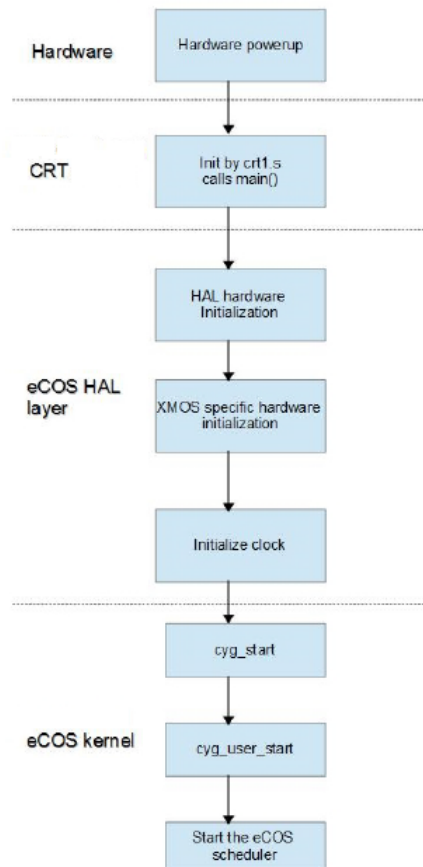 Hardware
Hardware powerup
CRT
Init by crt1.s
calls main()
HAL hardware
Initialization
eCOS HAL
layer
XMOS specific hardware
initialization
Initialize clock
cyg_start
eCOS kernel
cyg_user_start
Start the eCOS
scheduler